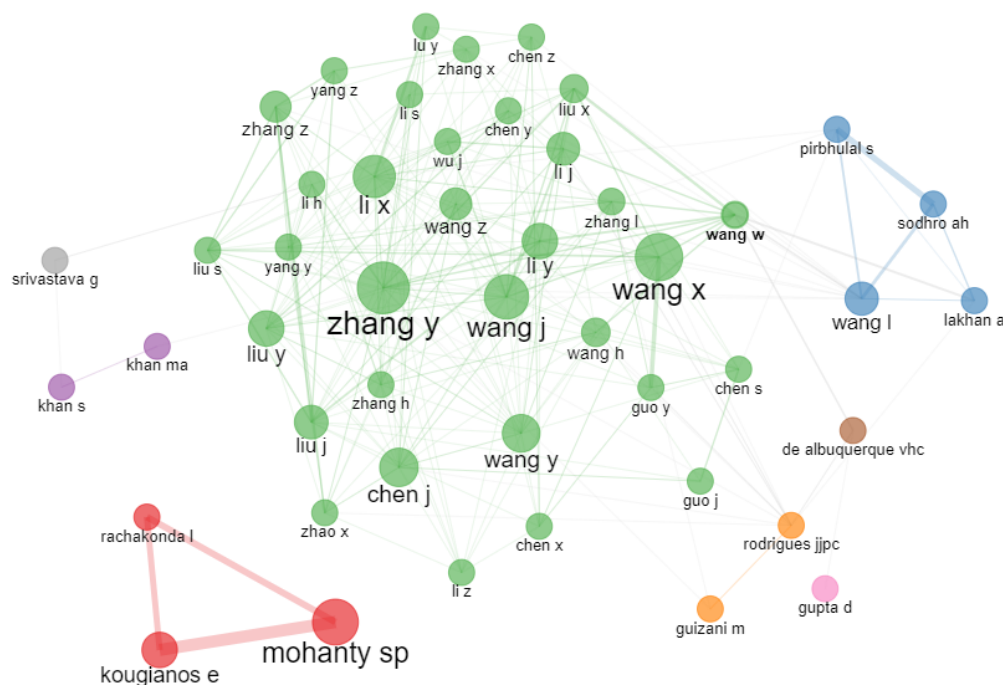 lu y
chen z
zhang x
yang z
li s
liu x
zhang z
chen y
pirbhulal s
wu j
li j
li x
li h
wang z
zhang l
sodhro ah
wang w
srivastava g
liu s
yang y
li y
wang x
zhang y
wang j
wang l
lakhan a
liu y
wang h
khan ma
khan s
zhang h
guo y
chen s
liu j
wang y
de albuquerque vhc
chen j
guo j
rachakonda l
zhao x
chen x
rodrigues jjpc
li z
gupta d
guizani m
mohanty sp
kougianos e